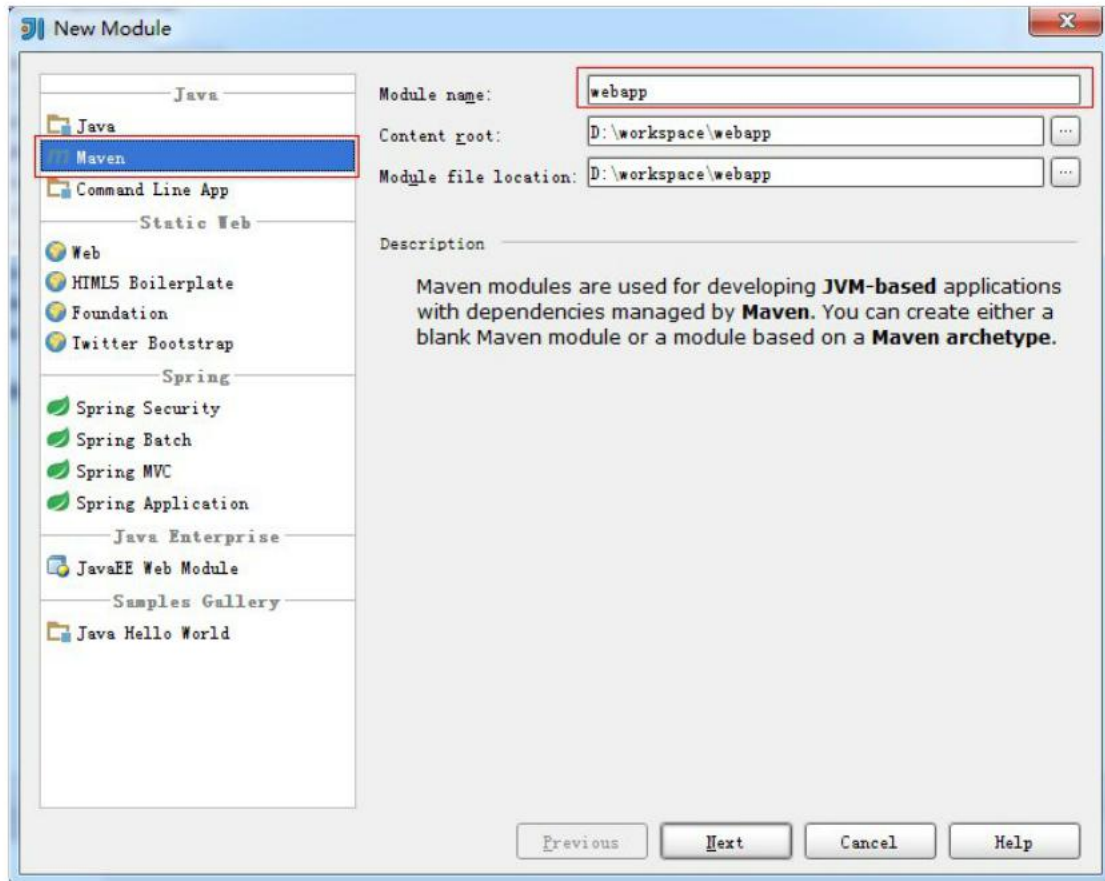 New Module
Java
Java
Maven
Command Line App
Static Web
Web
HTML5 Boilerplate
Foundation
Twitter Bootstrap
Spring
Spring Security
Spring Batch
Spring MVC
Spring Application
Java Enterprise
JavaEE Web Module
Samples Gallery
Java Hello World
Module name: webapp
Content root: D:\workspace\webapp ...
Module file location: D:\workspace\webapp ...
Description
Maven modules are used for developing JVM-based applications
with dependencies managed by Maven. You can create either a
blank Maven module or a module based on a Maven archetype.
Previous Next Cancel Help